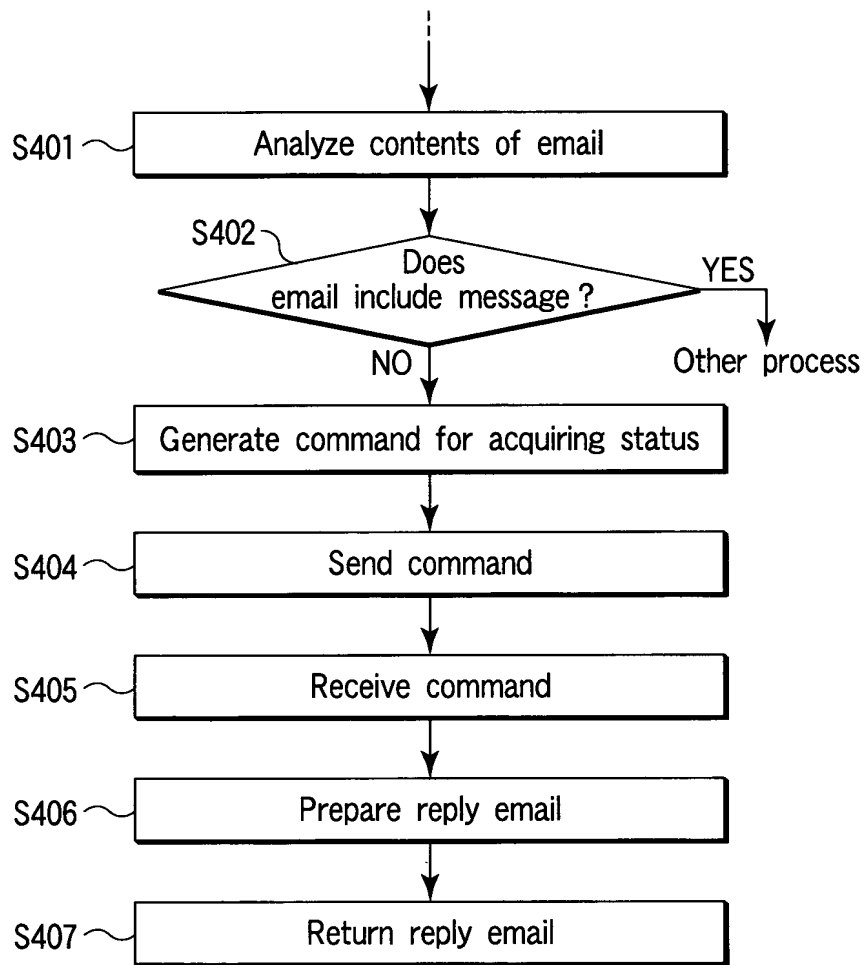 S401
Analyze contents of email
S402
Does
email include message ?
YES
NO
Other process
S403
Generate command for acquiring status
S404
Send command
S405
Receive command
S406
Prepare reply email
S407
Return reply email